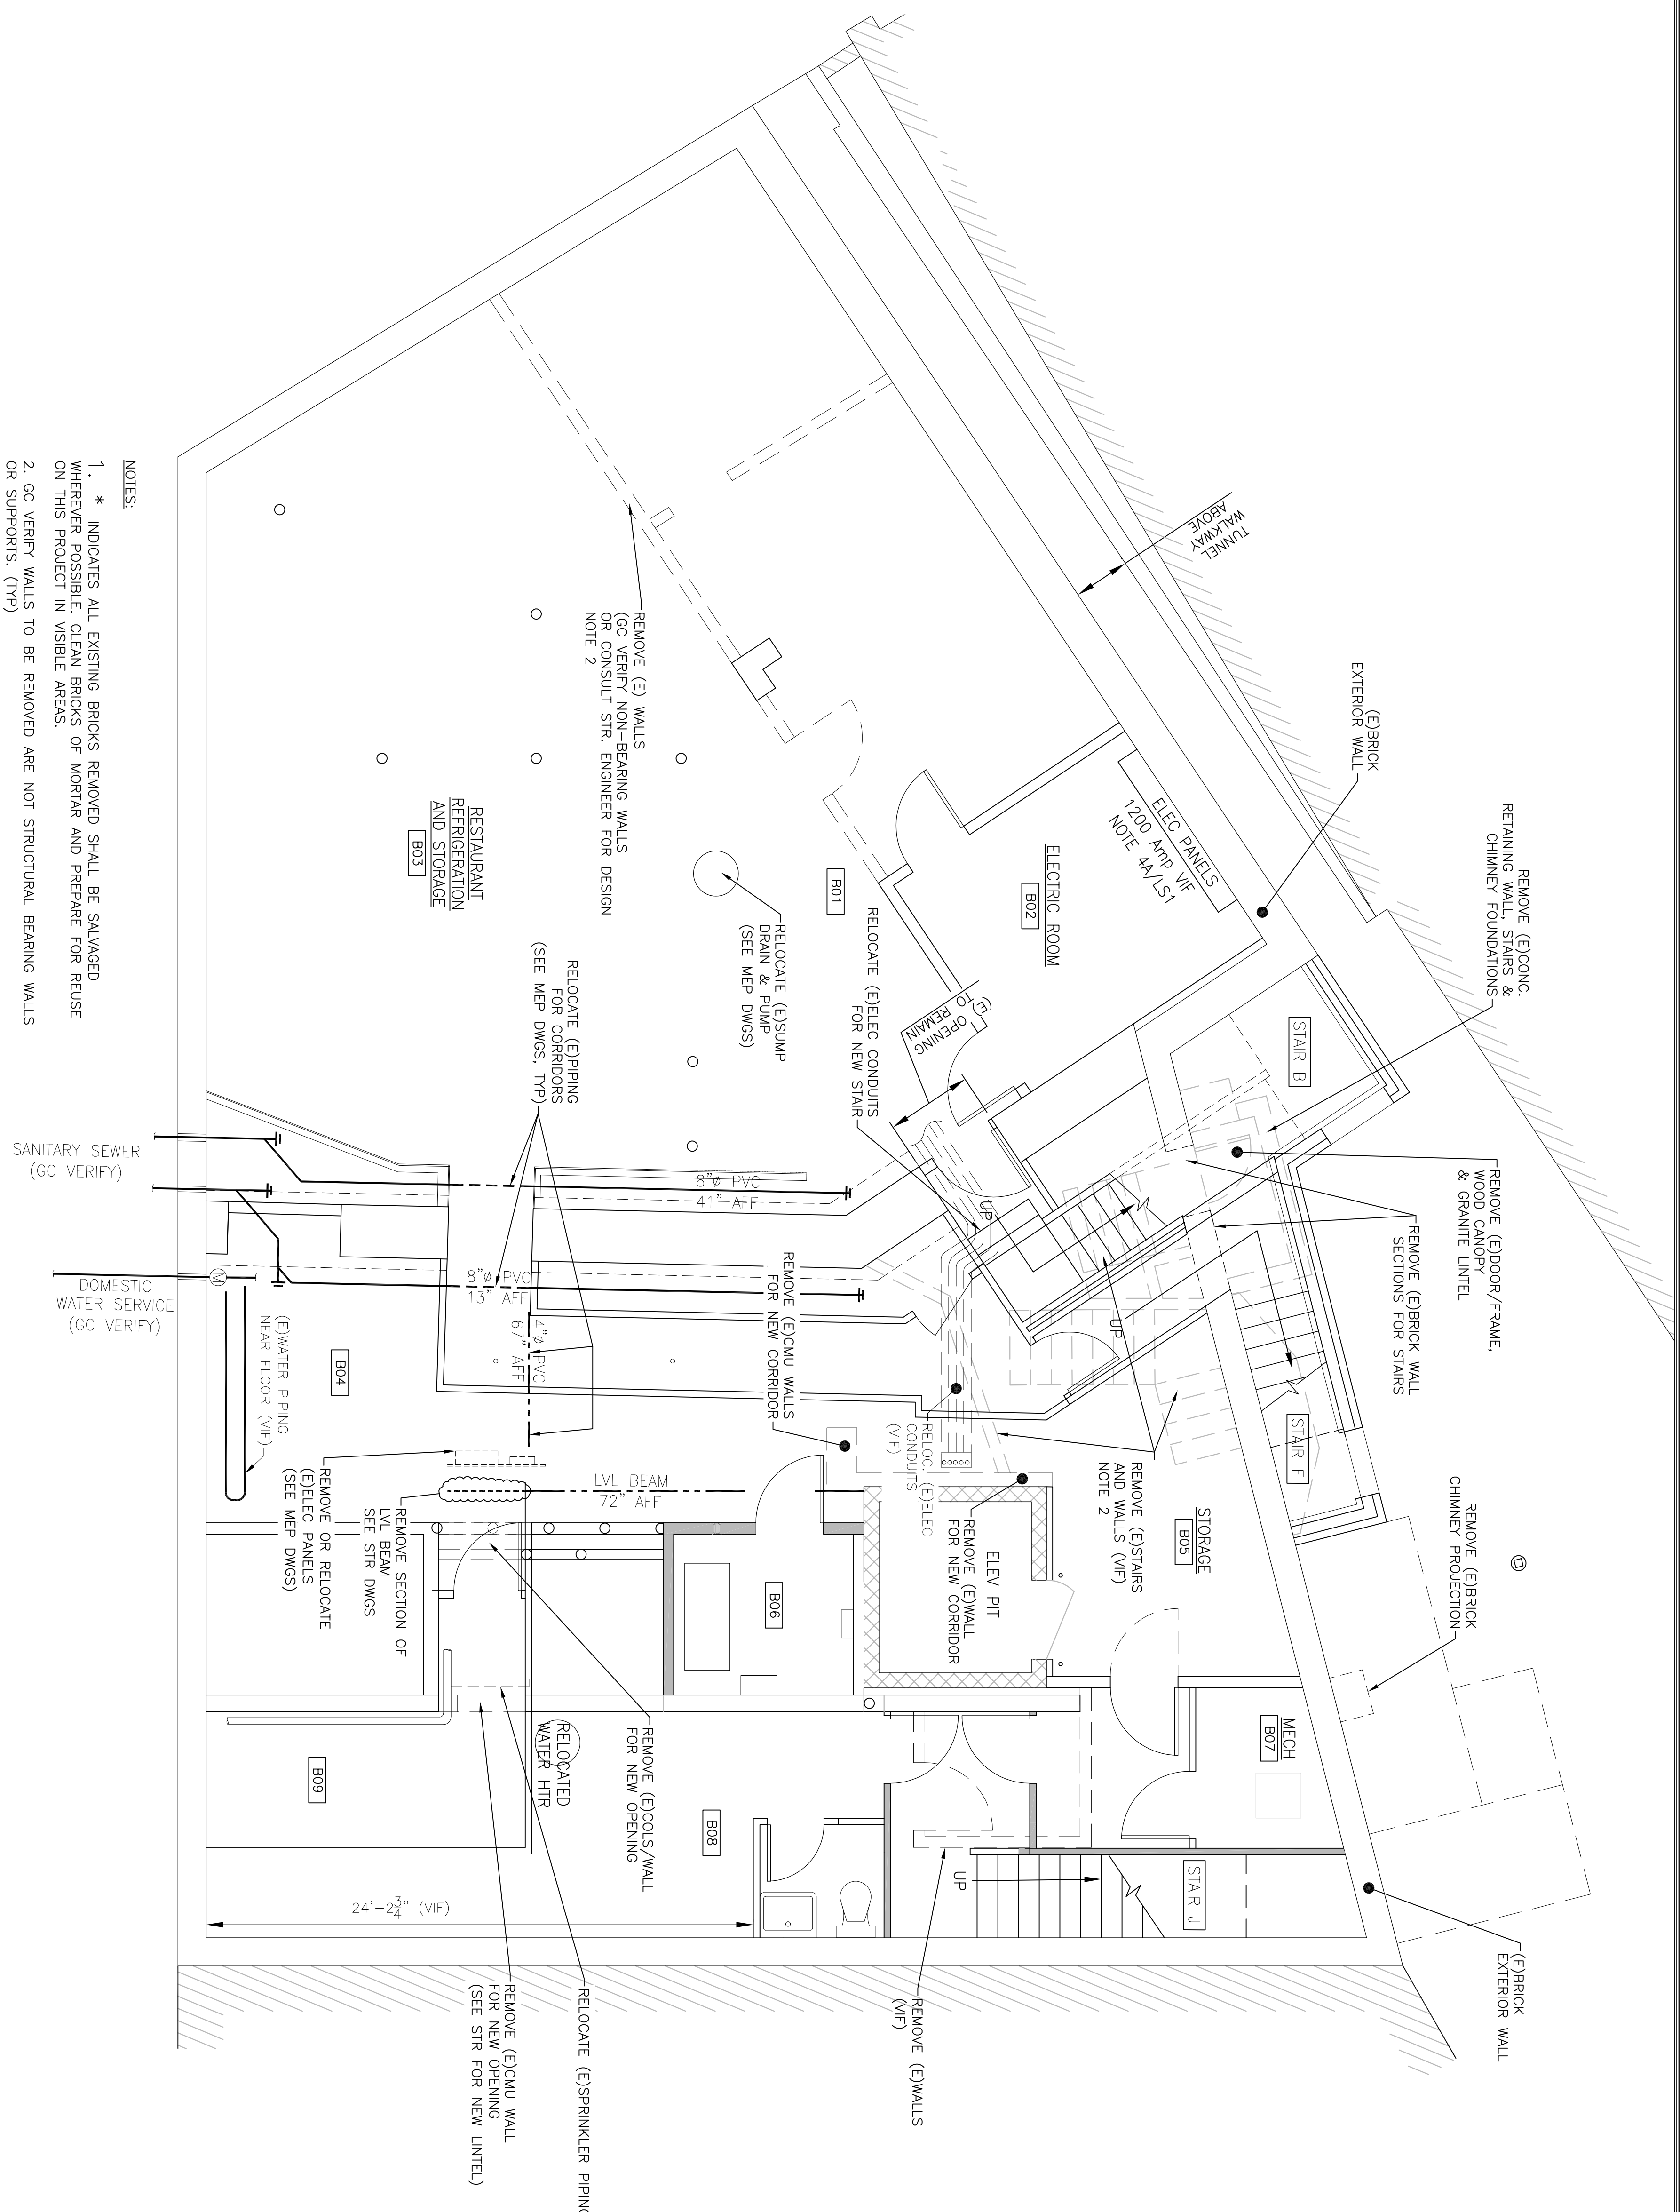 TUNNEL
WALKWAY
ABOVE
(E)BRICK
EXTERIOR WALL
REMOVE (E)CONC.
RETAINING WALL, STAIRS &
CHIMNEY FOUNDATIONS
REMOVE (E)DOOR/FRAME,
WOOD CANOPY
& GRANITE LINTEL
REMOVE (E)BRICK WALL
SECTIONS FOR STAIRS
REMOVE (E)BRICK
CHIMNEY PROJECTION
(E)BRICK
EXTERIOR WALL
STAIR B
STAIR F
STAIR J
ELEC PANELS
1200 Amp VIF
NOTE 4A/LS1
ELECTRIC ROOM
B02
(E)
OPENING
TO REMAIN
UP
UP
UP
REMOVE (E)STAIRS
AND WALLS (VIF)
NOTE 2
STORAGE
B05
MECH
B07
RELOCATE (E)ELEC CONDUITS
FOR NEW STAIR
B01
RELOCATE (E)SUMP
DRAIN & PUMP
(SEE MEP DWGS)
REMOVE (E) WALLS
(GC VERIFY NON-BEARING WALLS
OR CONSULT STR. ENGINEER FOR DESIGN
NOTE 2
RESTAURANT
REFRIGERATION
AND STORAGE
B03
RELOCATE (E)PIPING
FOR CORRIDORS
(SEE MEP DWGS, TYP)
8"ø PVC
41" AFF
8"ø PVC
13" AFF
4"ø PVC
67" AFF
REMOVE (E)CMU WALLS
FOR NEW CORRIDOR
RELOC. (E)ELEC
CONDUITS
(VIF)
ELEV PIT
REMOVE (E)WALL
FOR NEW CORRIDOR
LVL BEAM
72" AFF
B06
B04
(E)WATER PIPING
NEAR FLOOR (VIF)
REMOVE SECTION OF
LVL BEAM
SEE STR DWGS
REMOVE OR RELOCATE
(E)ELEC PANELS
(SEE MEP DWGS)
REMOVE (E)COLS/WALL
FOR NEW OPENING
RELOCATED
WATER HTR
B08
B09
24'-2 3/4" (VIF)
REMOVE (E)WALLS
(VIF)
RELOCATE (E)SPRINKLER PIPING
REMOVE (E)CMU WALL
FOR NEW OPENING
(SEE STR FOR NEW LINTEL)
SANITARY SEWER
(GC VERIFY)
DOMESTIC
WATER SERVICE
(GC VERIFY)
M
NOTES:
1. * INDICATES ALL EXISTING BRICKS REMOVED SHALL BE SALVAGED
WHEREVER POSSIBLE. CLEAN BRICKS OF MORTAR AND PREPARE FOR REUSE
ON THIS PROJECT IN VISIBLE AREAS.
2. GC VERIFY WALLS TO BE REMOVED ARE NOT STRUCTURAL BEARING WALLS
OR SUPPORTS. (TYP)